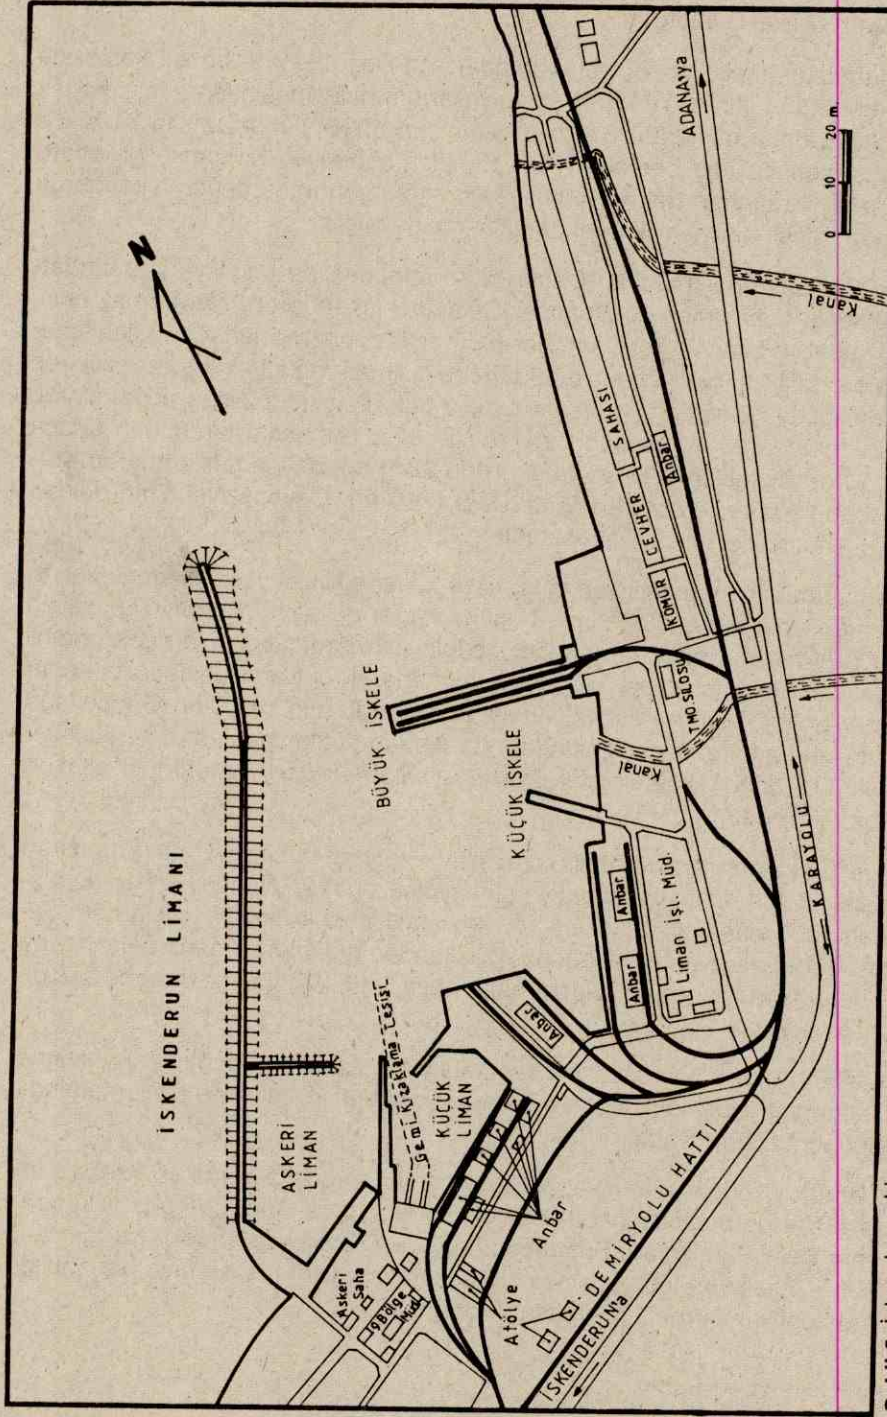 İSKENDERUN LİMANI
N
ASKERİ
LİMAN
Gemi Kızaklama Tesisi
KÜÇÜK
LİMAN
BÜYÜK İSKELE
KÜÇÜK İSKELE
Askeri
Saha
9 Bölge
Müd.
Atölye
Anbar
Anbar
Anbar
Anbar
Liman İşl. Müd.
Kanal
TMO SİLOSU
KÖMÜR
CEVHER
SAHASI
Anbar
Kanal
ADANA'ya
KARAYOLU
DEMİRYOLU HATTI
İSKENDERUN'a
0 10 20 m.